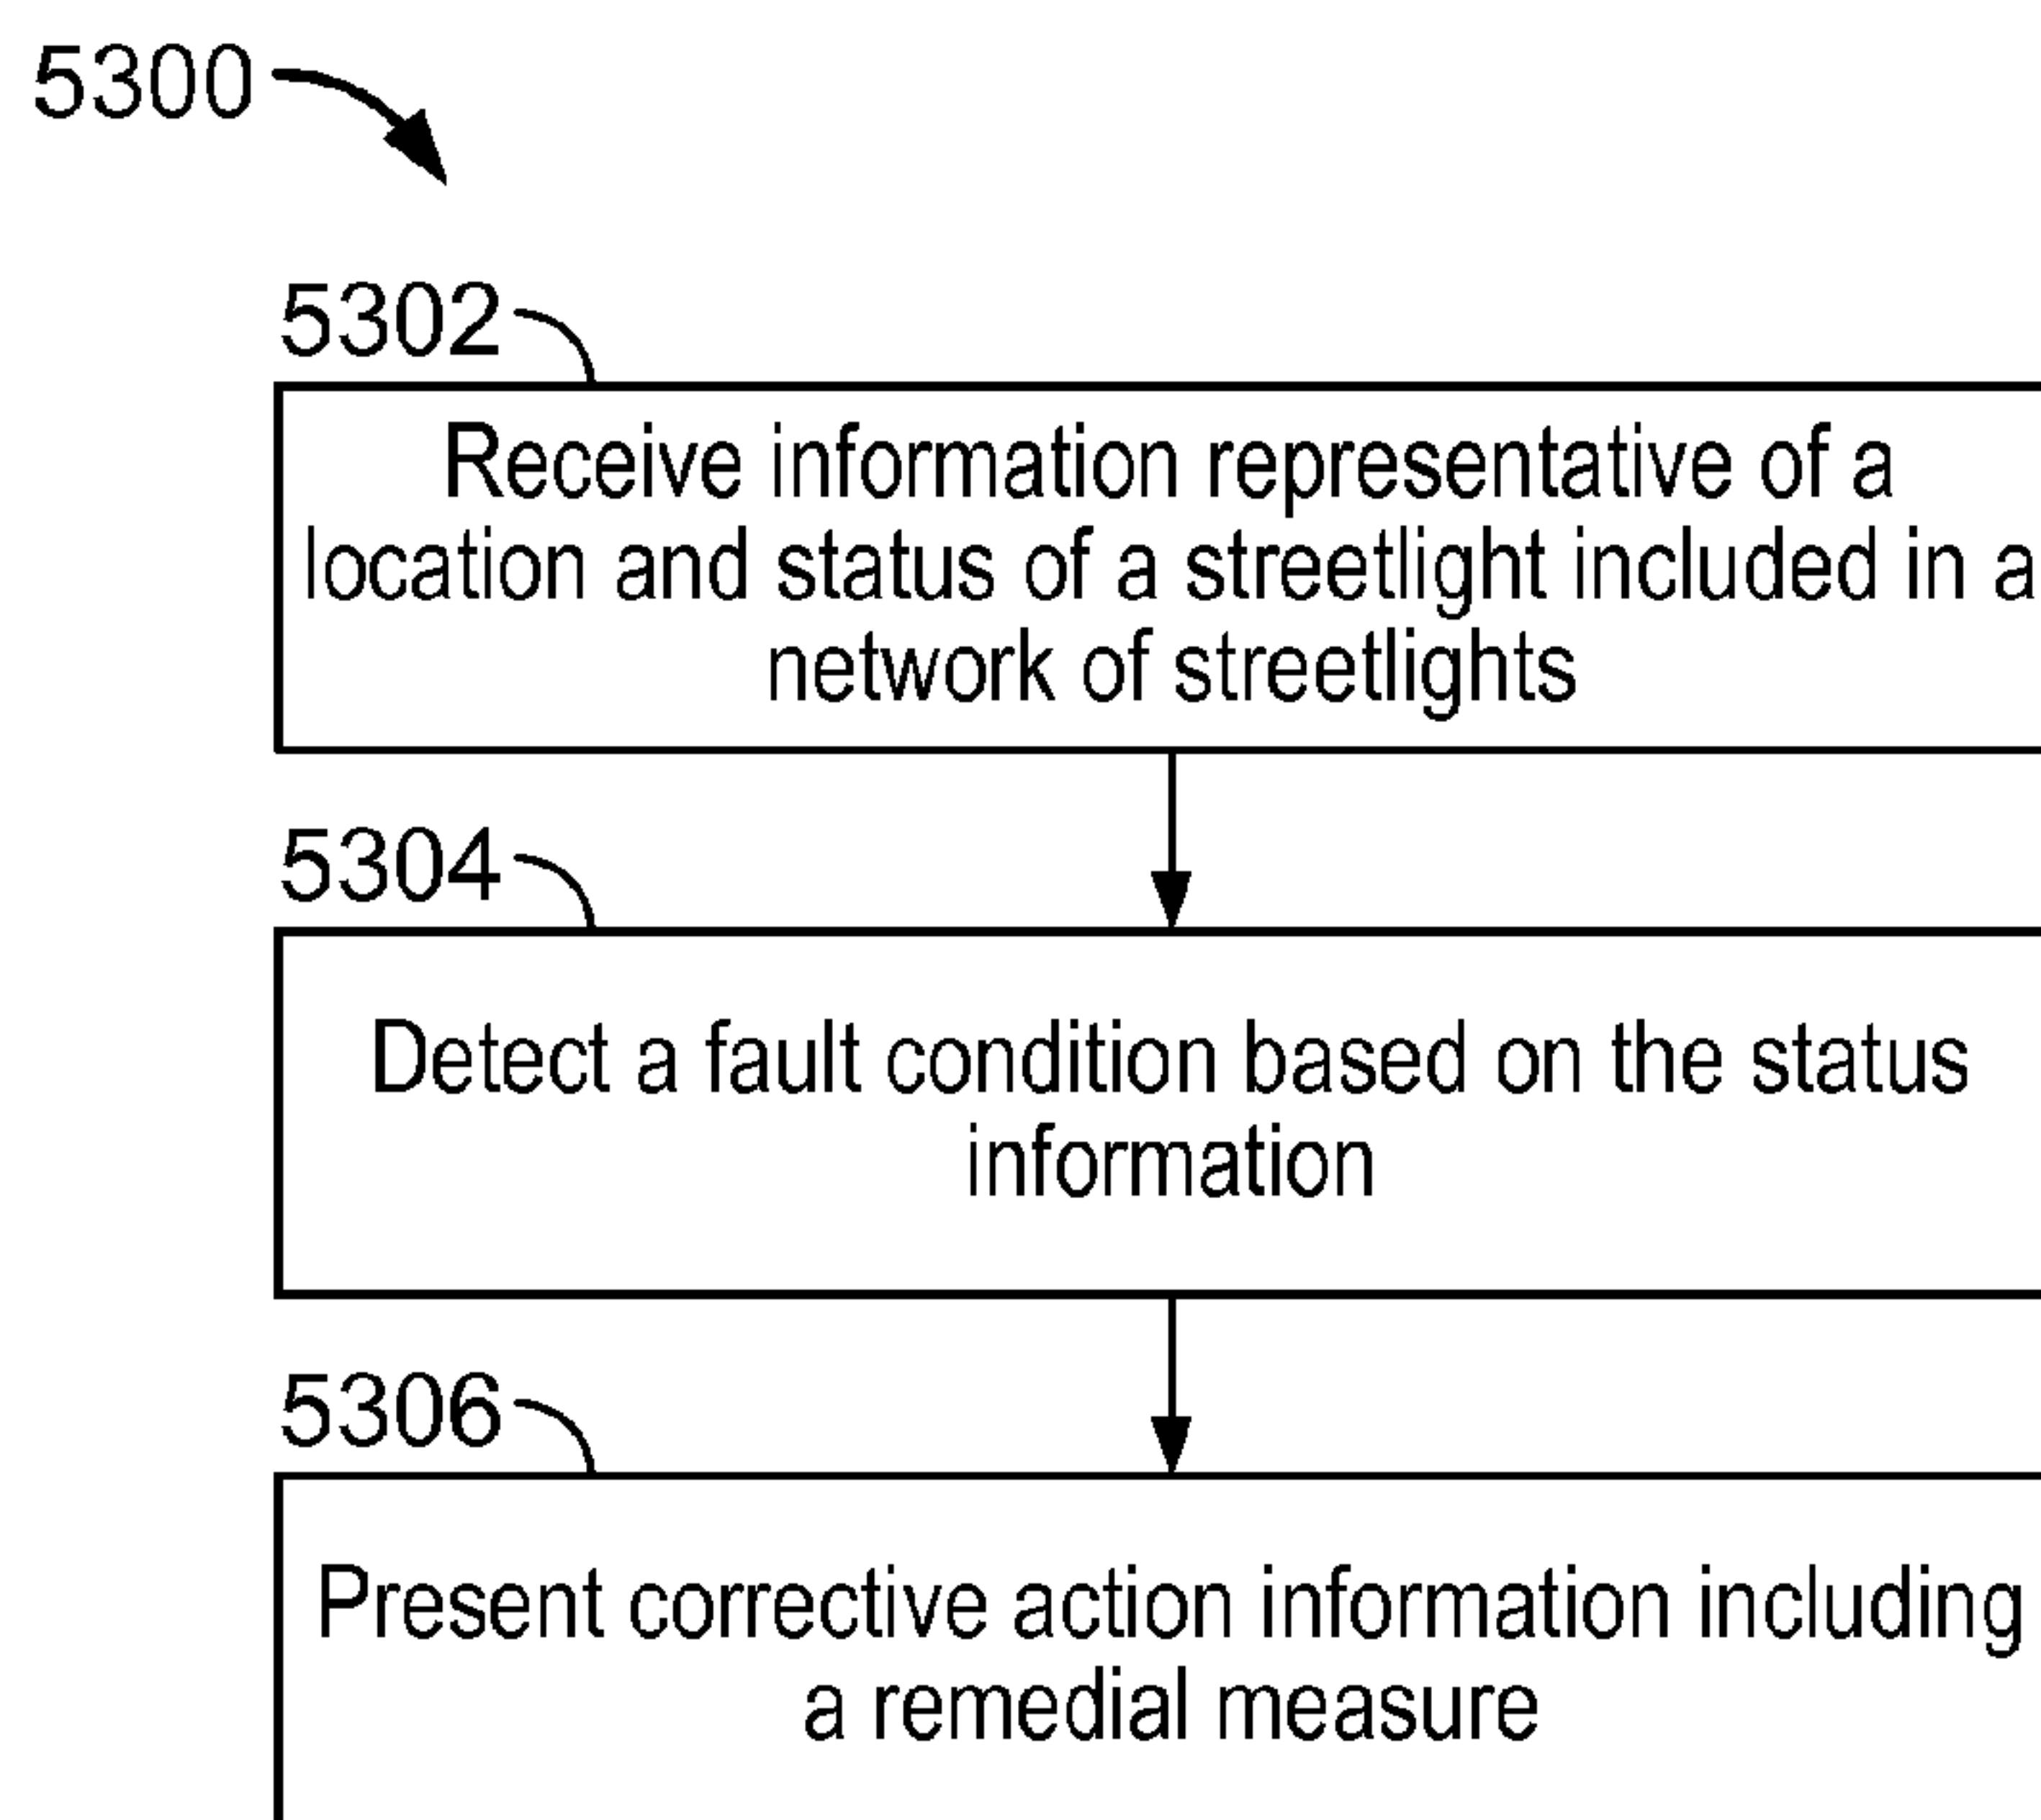 5300
5302
Receive information representative of a
location and status of a streetlight included in a
network of streetlights
5304
Detect a fault condition based on the status
information
5306
Present corrective action information including
a remedial measure